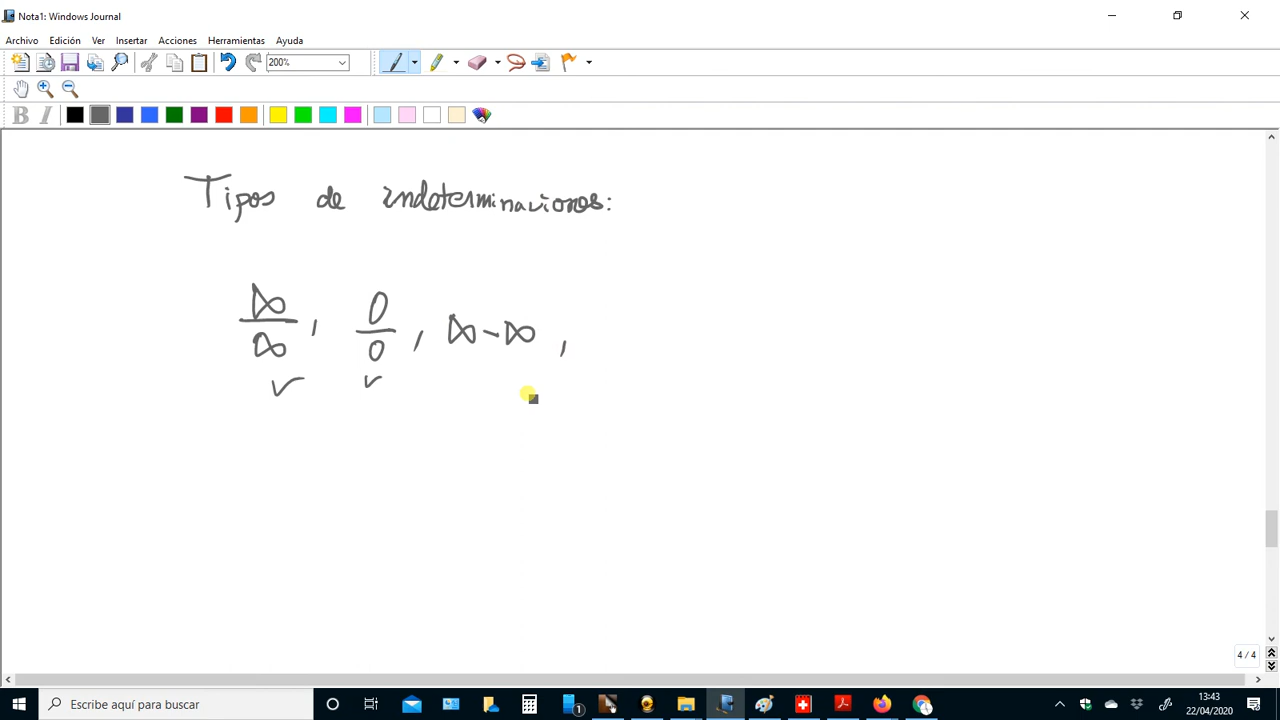 Nota1: Windows Journal
Archivo Edición Ver Insertar Acciones Herramientas Ayuda
200%
B I
Tipos de indeterminaciones:
∞/∞, 0/0, ∞-∞,
✓ ✓
4 / 4
Escribe aquí para buscar
1
13:43
22/04/2020